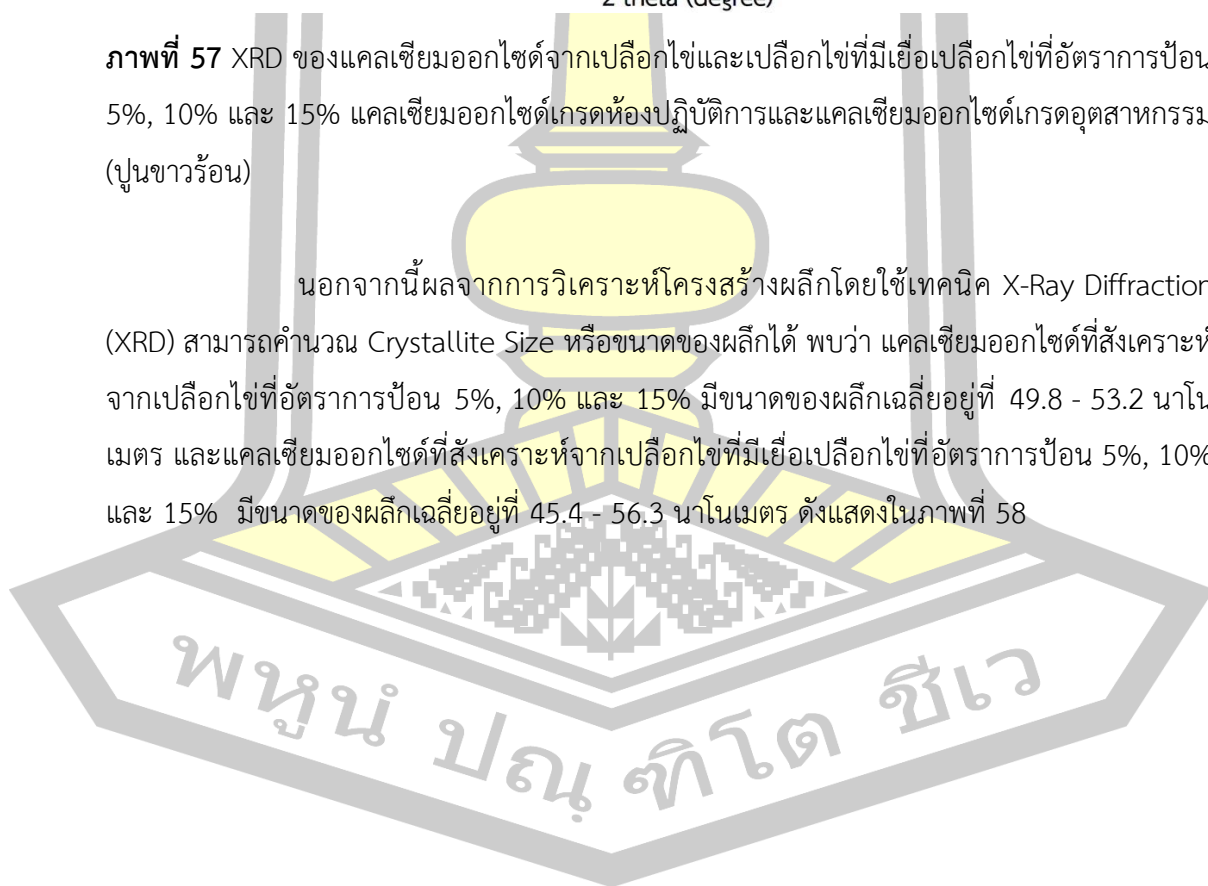 2 theta (degree)
ภาพที่ 57 XRD ของแคลเซียมออกไซด์จากเปลือกไข่และเปลือกไข่ที่มีเยื่อเปลือกไข่ที่อัตราการป้อน
5%, 10% และ 15% แคลเซียมออกไซด์เกรดห้องปฏิบัติการและแคลเซียมออกไซด์เกรดอุตสาหกรรม
(ปูนขาวร้อน)
นอกจากนี้ผลจากการวิเคราะห์โครงสร้างผลึกโดยใช้เทคนิค X-Ray Diffraction
(XRD) สามารถคำนวณ Crystallite Size หรือขนาดของผลึกได้ พบว่า แคลเซียมออกไซด์ที่สังเคราะห์
จากเปลือกไข่ที่อัตราการป้อน 5%, 10% และ 15% มีขนาดของผลึกเฉลี่ยอยู่ที่ 49.8 - 53.2 นาโน
เมตร และแคลเซียมออกไซด์ที่สังเคราะห์จากเปลือกไข่ที่มีเยื่อเปลือกไข่ที่อัตราการป้อน 5%, 10%
และ 15% มีขนาดของผลึกเฉลี่ยอยู่ที่ 45.4 - 56.3 นาโนเมตร ดังแสดงในภาพที่ 58
พหูนํ ปณฺฑิโต ชีเว